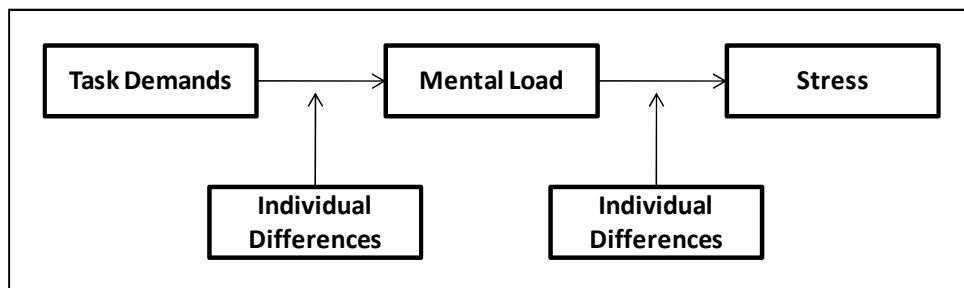 Task Demands
Mental Load
Stress
Individual
Differences
Individual
Differences